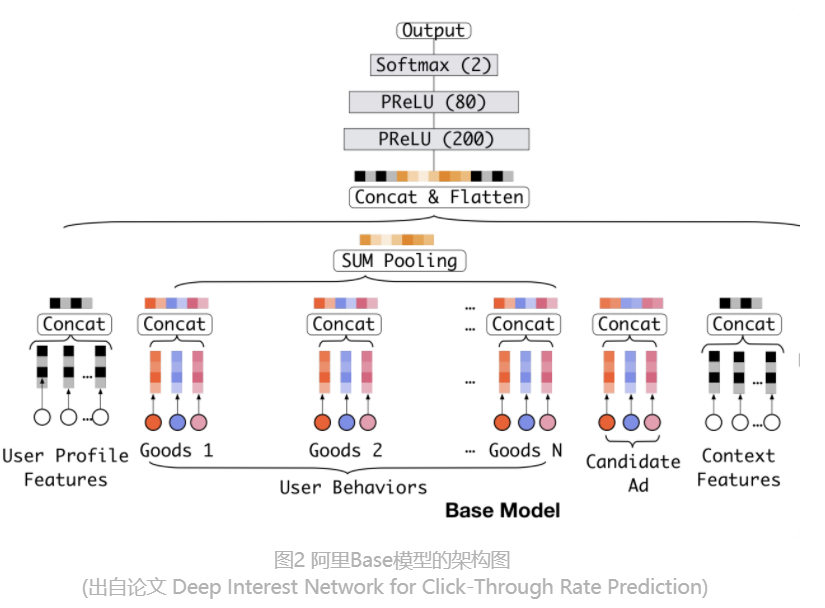 Output
Softmax (2)
PReLU (80)
PReLU (200)
Concat & Flatten
SUM Pooling
Concat Concat Concat ... Concat Concat Concat
...
...
... ... ...
... ...
User Profile Features
Goods 1 Goods 2 ... Goods N
Candidate Ad
Context Features
User Behaviors
Base Model
图2 阿里Base模型的架构图
(出自论文 Deep Interest Network for Click-Through Rate Prediction)